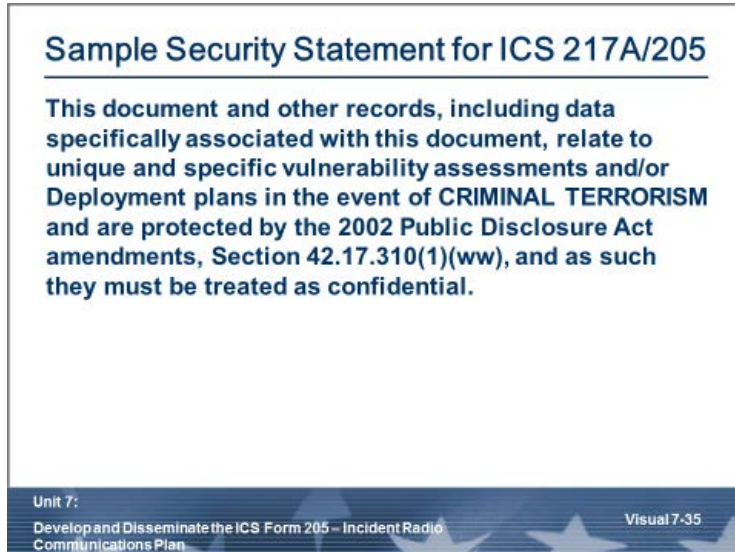 Sample Security Statement for ICS 217A/205
This document and other records, including data
specifically associated with this document, relate to
unique and specific vulnerability assessments and/or
Deployment plans in the event of CRIMINAL TERRORISM
and are protected by the 2002 Public Disclosure Act
amendments, Section 42.17.310(1)(ww), and as such
they must be treated as confidential.
Unit 7:
Develop and Disseminate the ICS Form 205 – Incident Radio
Communications Plan
Visual 7-35